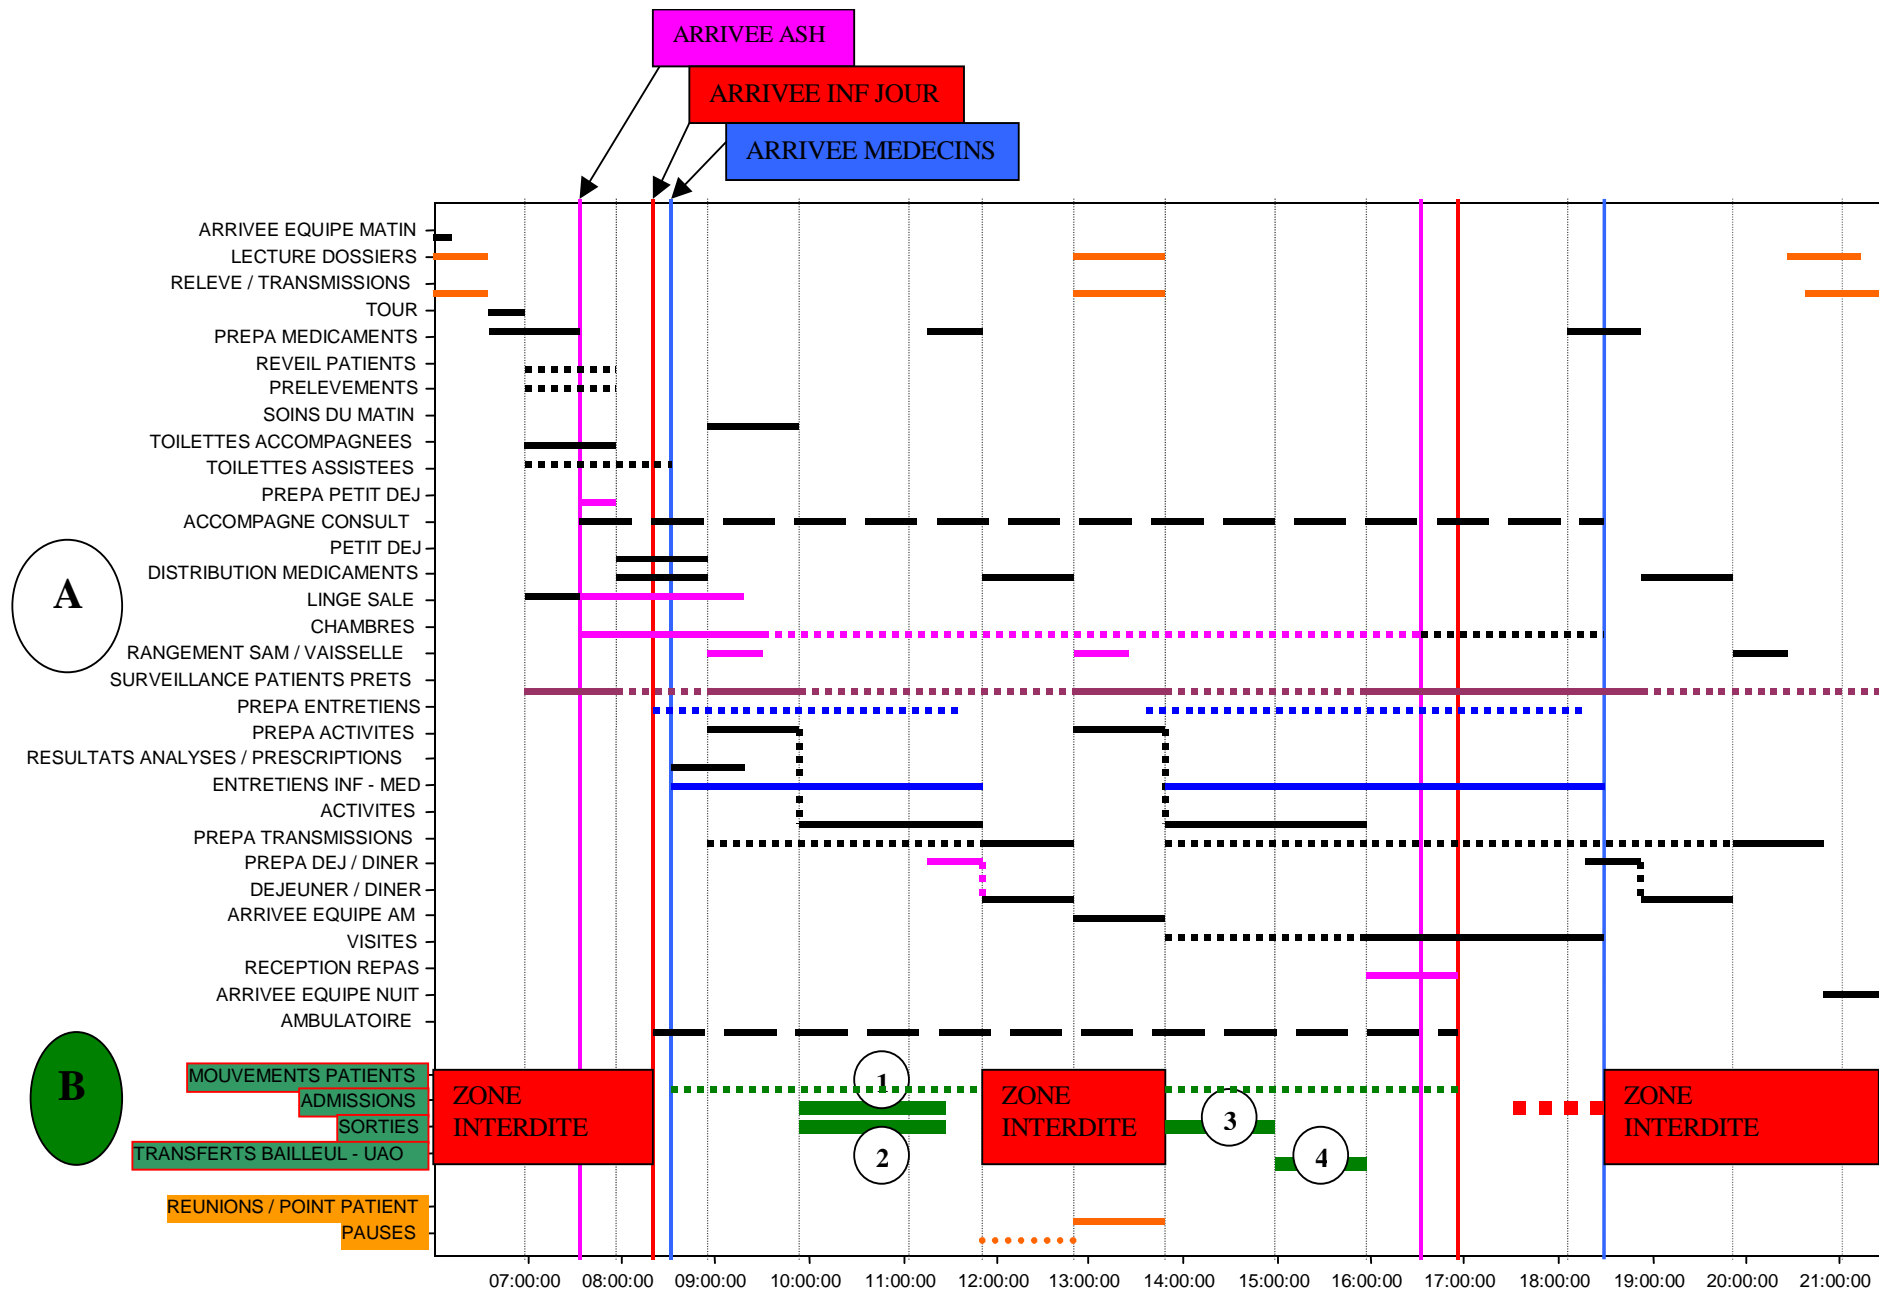 ARRIVEE ASH
ARRIVEE INF JOUR
ARRIVEE MEDECINS
ARRIVEE EQUIPE MATIN
LECTURE DOSSIERS
RELEVE / TRANSMISSIONS
TOUR
PREPA MEDICAMENTS
REVEIL PATIENTS
PRELEVEMENTS
SOINS DU MATIN
TOILETTES ACCOMPAGNEES
TOILETTES ASSISTEES
PREPA PETIT DEJ
ACCOMPAGNE CONSULT
PETIT DEJ
DISTRIBUTION MEDICAMENTS
A
LINGE SALE
CHAMBRES
RANGEMENT SAM / VAISSELLE
SURVEILLANCE PATIENTS PRETS
PREPA ENTRETIENS
PREPA ACTIVITES
RESULTATS ANALYSES / PRESCRIPTIONS
ENTRETIENS INF - MED
ACTIVITES
PREPA TRANSMISSIONS
PREPA DEJ / DINER
DEJEUNER / DINER
ARRIVEE EQUIPE AM
VISITES
RECEPTION REPAS
ARRIVEE EQUIPE NUIT
AMBULATOIRE
B
MOUVEMENTS PATIENTS
ADMISSIONS
SORTIES
TRANSFERTS BAILLEUL - UAO
ZONE
INTERDITE
1
2
ZONE
INTERDITE
3
4
ZONE
INTERDITE
REUNIONS / POINT PATIENT
PAUSES
07:00:00 08:00:00 09:00:00 10:00:00 11:00:00 12:00:00 13:00:00 14:00:00 15:00:00 16:00:00 17:00:00 18:00:00 19:00:00 20:00:00 21:00:00